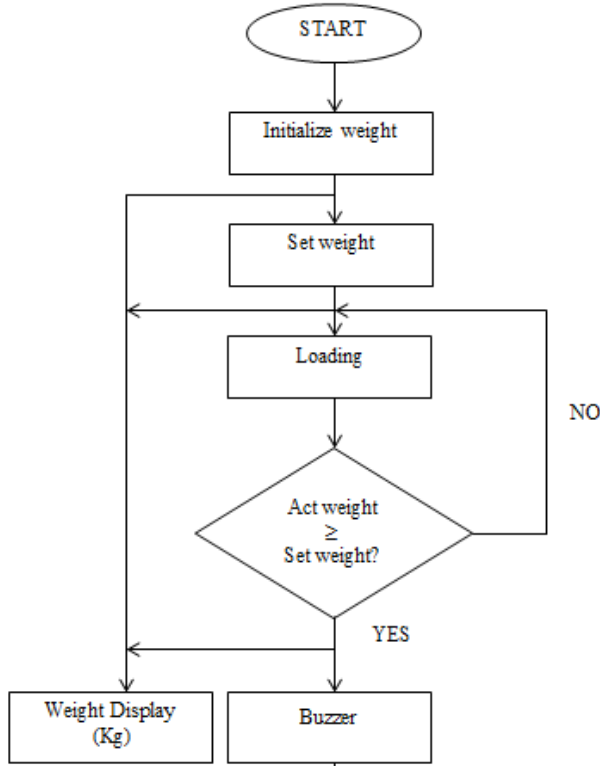 START
Initialize weight
Set weight
Loading
NO
Act weight
≥
Set weight?
YES
Weight Display
(Kg)
Buzzer